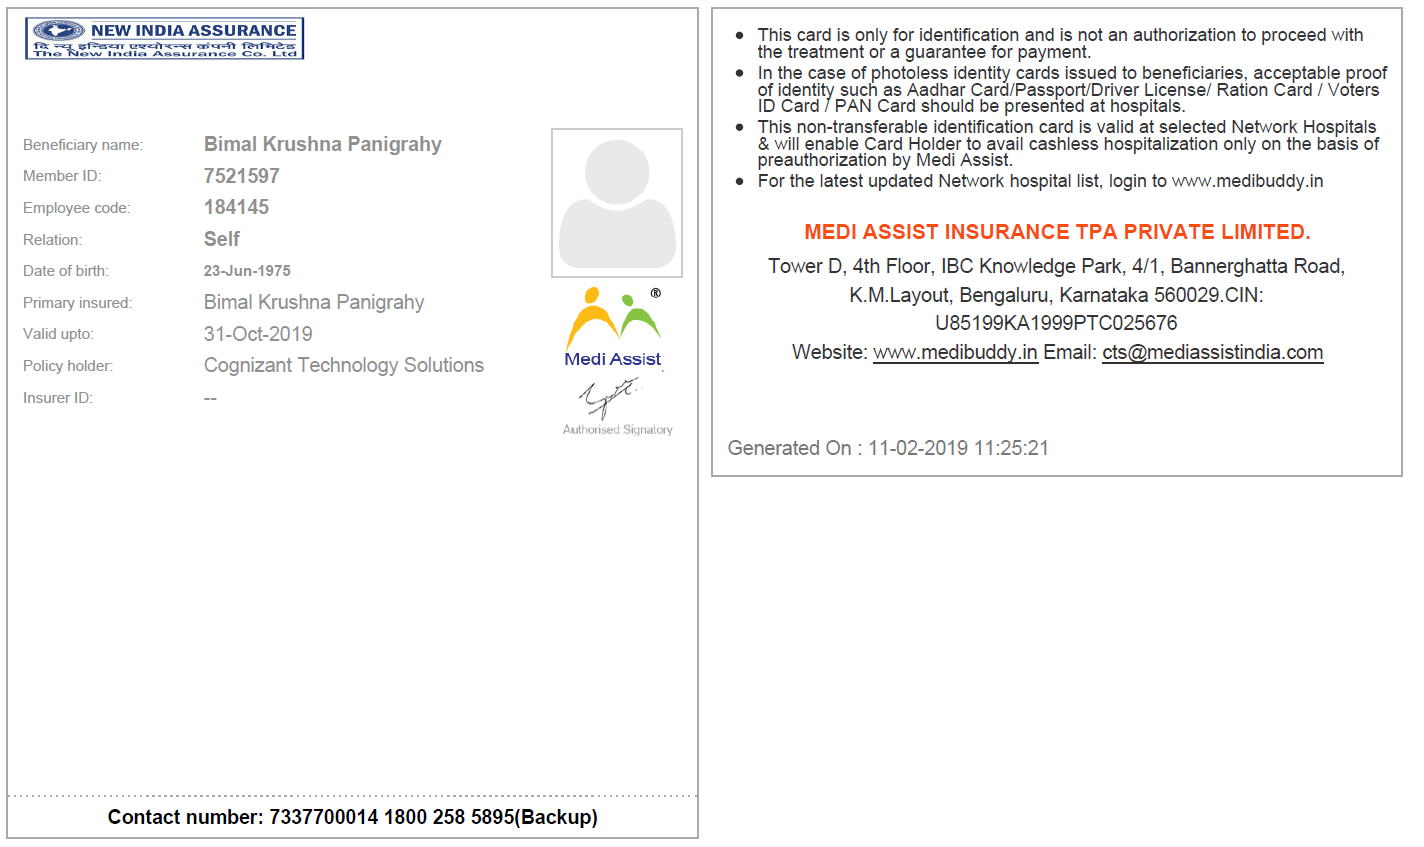 NEW INDIA ASSURANCE
दि न्यू इन्डिया एश्योरन्स कंपनी लिमिटेड
The New India Assurance Co. Ltd
Beneficiary name: Bimal Krushna Panigrahy
Member ID: 7521597
Employee code: 184145
Relation: Self
Date of birth: 23-Jun-1975
Primary insured: Bimal Krushna Panigrahy
Valid upto: 31-Oct-2019
Policy holder: Cognizant Technology Solutions
Insurer ID: --
®
Medi Assist
Authorised Signatory
Contact number: 7337700014 1800 258 5895(Backup)
• This card is only for identification and is not an authorization to proceed with
the treatment or a guarantee for payment.
• In the case of photoless identity cards issued to beneficiaries, acceptable proof
of identity such as Aadhar Card/Passport/Driver License/ Ration Card / Voters
ID Card / PAN Card should be presented at hospitals.
• This non-transferable identification card is valid at selected Network Hospitals
& will enable Card Holder to avail cashless hospitalization only on the basis of
preauthorization by Medi Assist.
• For the latest updated Network hospital list, login to www.medibuddy.in
MEDI ASSIST INSURANCE TPA PRIVATE LIMITED.
Tower D, 4th Floor, IBC Knowledge Park, 4/1, Bannerghatta Road,
K.M.Layout, Bengaluru, Karnataka 560029.CIN:
U85199KA1999PTC025676
Website: www.medibuddy.in Email: cts@mediassistindia.com
Generated On : 11-02-2019 11:25:21